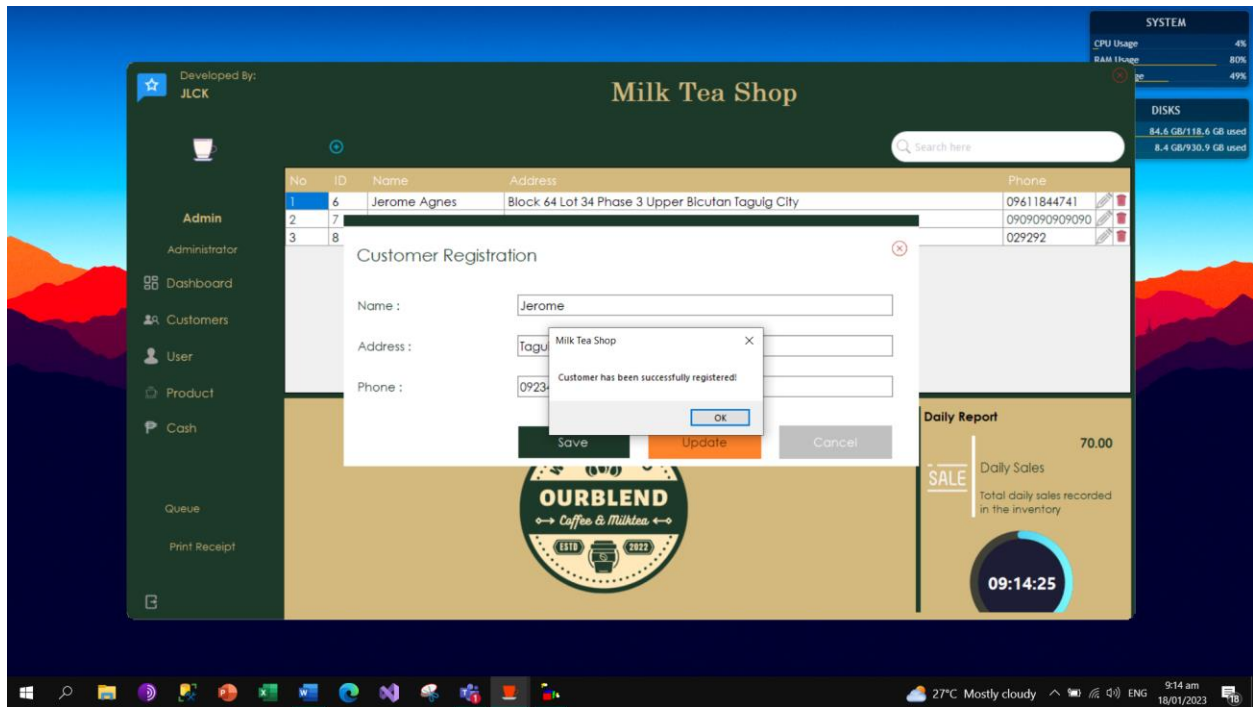 SYSTEM
CPU Usage 4%
RAM Usage 80%
ge 49%
DISKS
84.6 GB/118.6 GB used
8.4 GB/930.9 GB used
Developed By:
JLCK
Milk Tea Shop
Search here
No ID Name Address Phone
1 6 Jerome Agnes Block 64 Lot 34 Phase 3 Upper Bicutan Taguig City 09611844741
2 7 0909090909090
3 8 029292
Admin
Administrator
Dashboard
Customers
User
Product
Cash
Queue
Print Receipt
Customer Registration
Name : Jerome
Address : Tagu
Phone : 0923
Milk Tea Shop
Customer has been successfully registered!
OK
Save Update Cancel
OURBLEND
Coffee & Milktea
ESTD 2022
Daily Report
70.00
SALE
Daily Sales
Total daily sales recorded
in the inventory
09:14:25
27°C Mostly cloudy ENG 9:14 am
18/01/2023
18